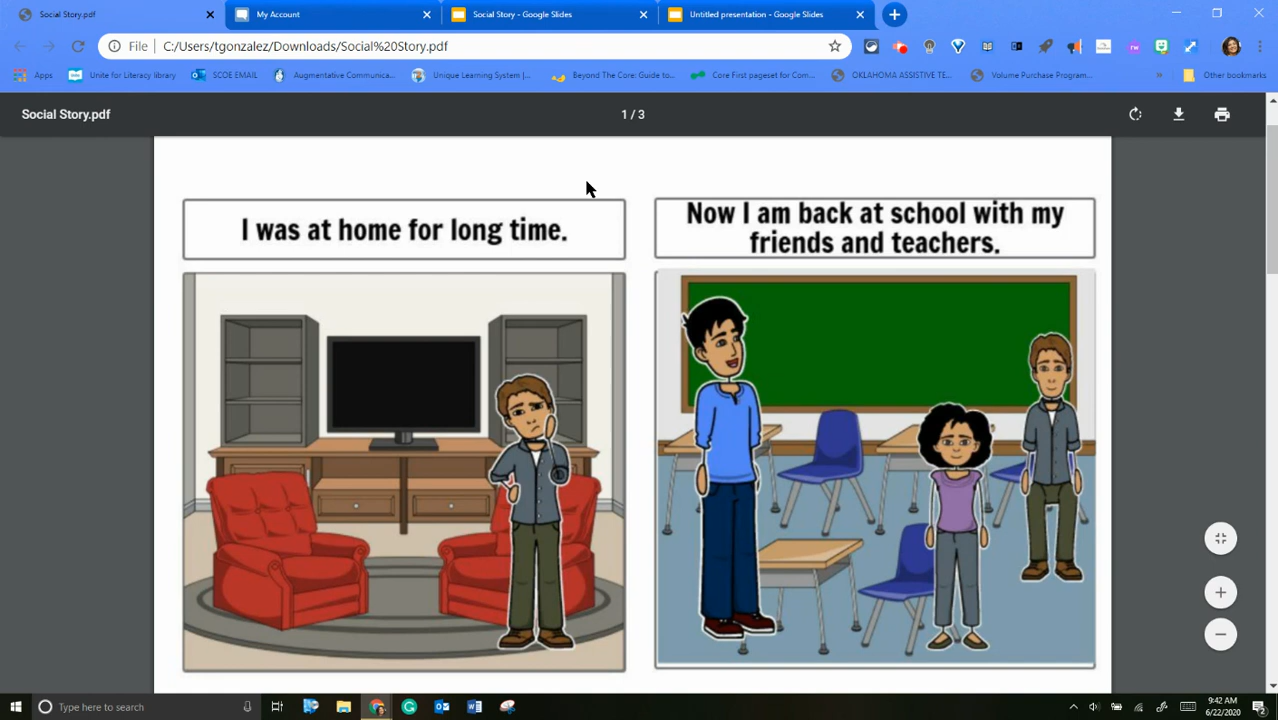 Social Story.pdf
My Account
Social Story - Google Slides
Untitled presentation - Google Slides
File C:/Users/tgonzalez/Downloads/Social%20Story.pdf
Apps
Unite for Literacy library
SCOE EMAIL
Augmentative Communica...
Unique Learning System |...
Beyond The Core: Guide to...
Core First pageset for Com...
OKLAHOMA ASSISTIVE TE...
Volume Purchase Program...
»
Other bookmarks
Social Story.pdf
1 / 3
I was at home for long time.
Now I am back at school with my
friends and teachers.
Type here to search
9:42 AM
6/22/2020